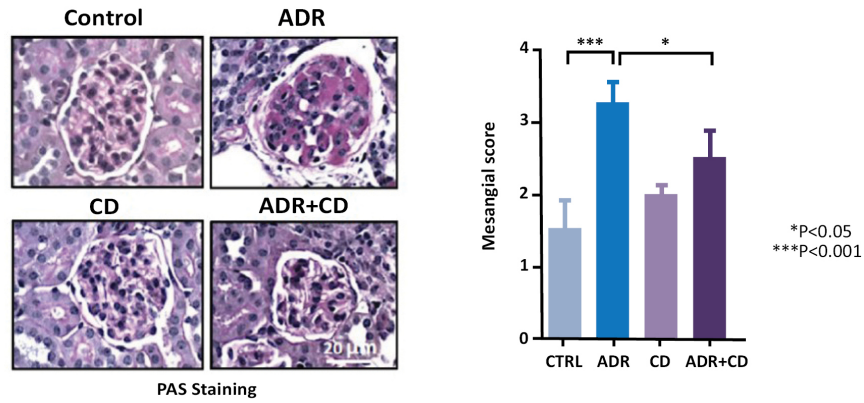 Control
ADR
CD
ADR+CD
20 μm
PAS Staining
Mesangial score
4
3
2
1
0
***
*
CTRL
ADR
CD
ADR+CD
*P<0.05
***P<0.001